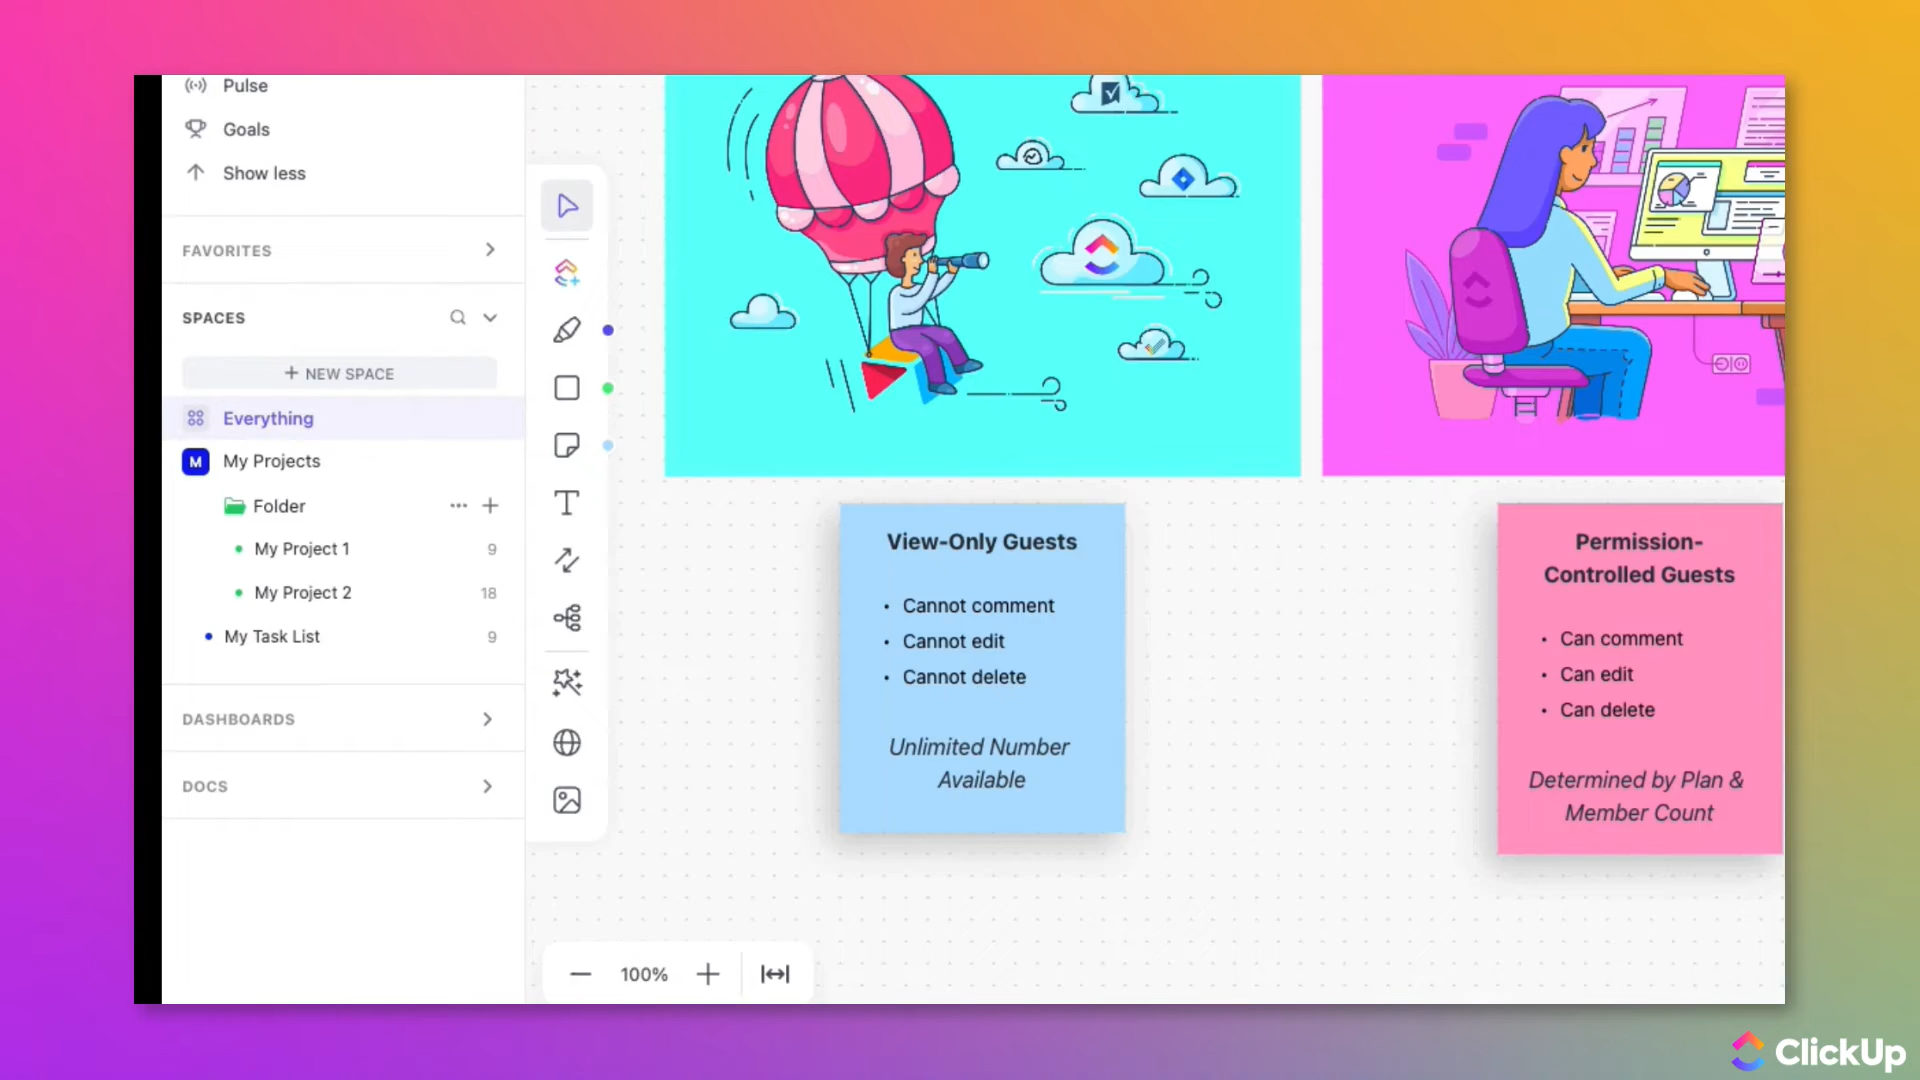 Pulse
Goals
Show less
FAVORITES
SPACES
+ NEW SPACE
Everything
M My Projects
Folder
My Project 1 9
My Project 2 18
My Task List 9
DASHBOARDS
DOCS
T
View-Only Guests
• Cannot comment
• Cannot edit
• Cannot delete
Unlimited Number
Available
Permission-
Controlled Guests
• Can comment
• Can edit
• Can delete
Determined by Plan &
Member Count
100%
ClickUp